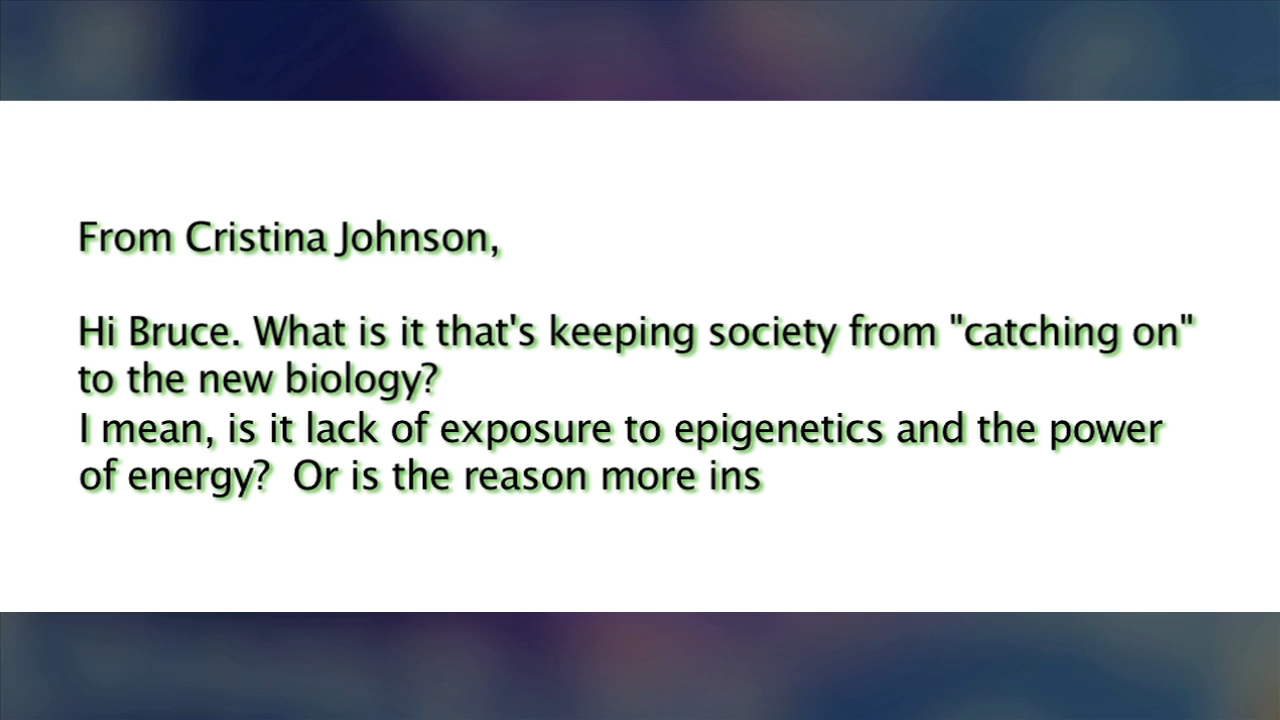 From Cristina Johnson,
Hi Bruce. What is it that's keeping society from "catching on"
to the new biology?
I mean, is it lack of exposure to epigenetics and the power
of energy?  Or is the reason more ins